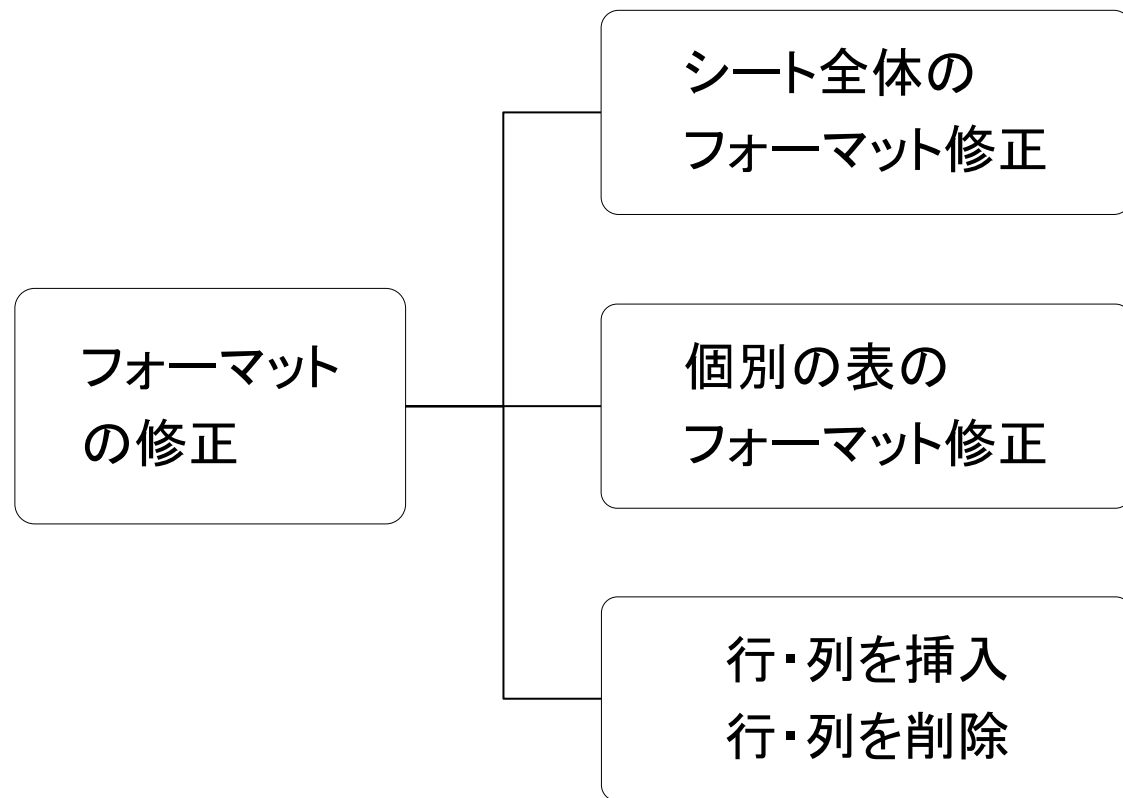 フォーマット
の修正
シート全体の
フォーマット修正
個別の表の
フォーマット修正
行・列を挿入
行・列を削除